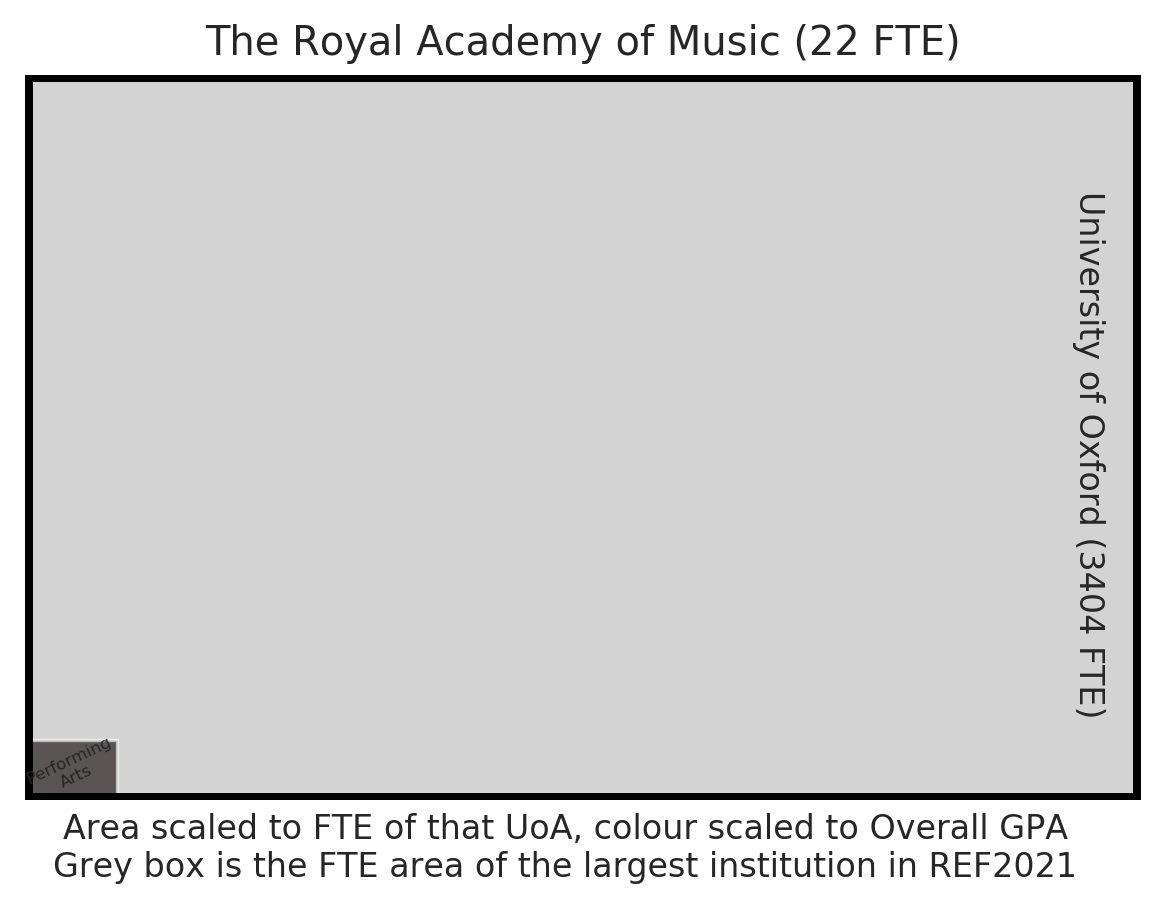 The Royal Academy of Music (22 FTE)
University of Oxford (3404 FTE)
Performing
Arts
Area scaled to FTE of that UoA, colour scaled to Overall GPA
Grey box is the FTE area of the largest institution in REF2021